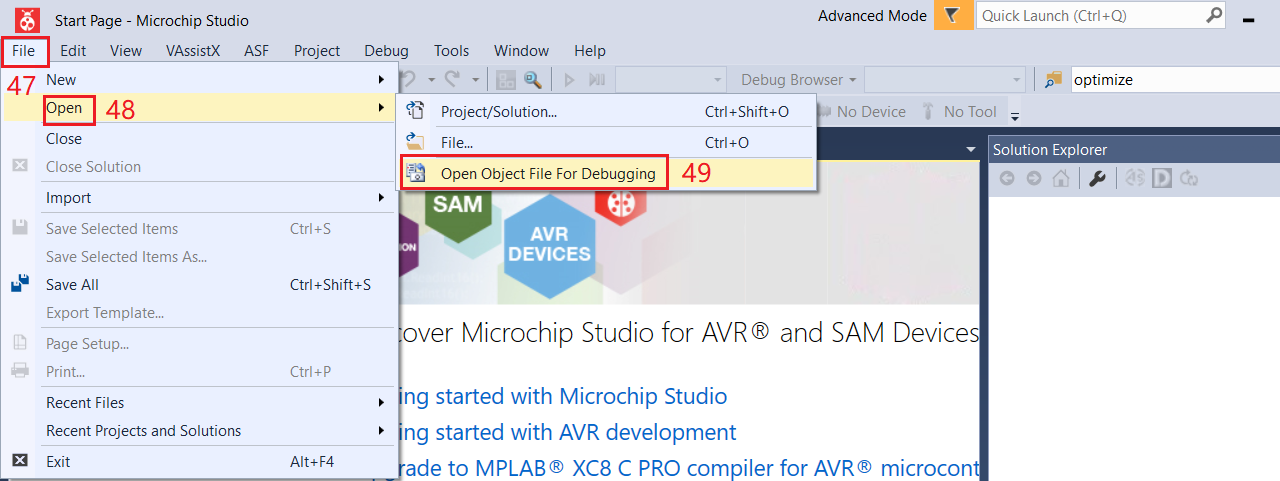 Start Page - Microchip Studio
Advanced Mode
Quick Launch (Ctrl+Q)
File Edit View VAssistX ASF Project Debug Tools Window Help
47
New
Debug Browser
optimize
Open
48
Project/Solution... Ctrl+Shift+O
No Device
No Tool
Close
File... Ctrl+O
Solution Explorer
Close Solution
Open Object File For Debugging
49
Import
SAM
Save Selected Items Ctrl+S
AVR
DEVICES
ION
Save Selected Items As...
Save All Ctrl+Shift+S
Export Template...
cover Microchip Studio for AVR® and SAM Devices
Page Setup...
Print... Ctrl+P
ing started with Microchip Studio
Recent Files
Recent Projects and Solutions
ing started with AVR development
Exit Alt+F4
grade to MPLAB® XC8 C PRO compiler for AVR® microcont